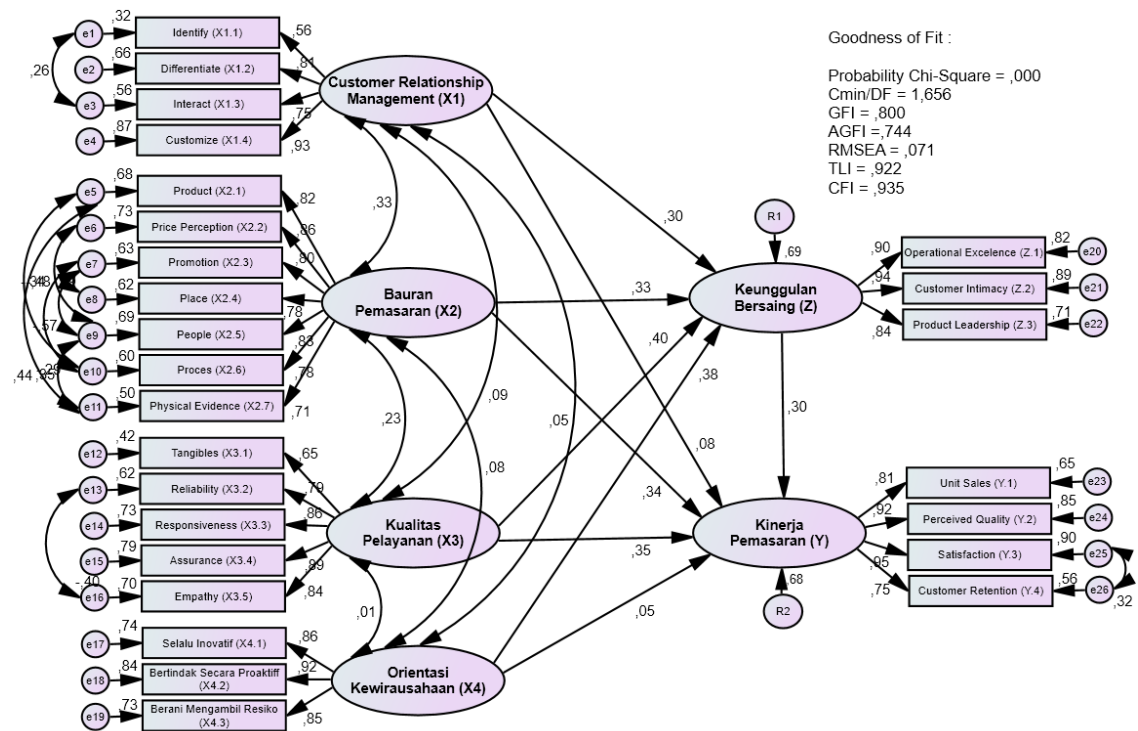 Goodness of Fit :
Probability Chi-Square = ,000
Cmin/DF = 1,656
GFI = ,800
AGFI =,744
RMSEA = ,071
TLI = ,922
CFI = ,935
e1
,32
Identify (X1.1)
,56
e2
,66
Differentiate (X1.2)
,81
,26
e3
,56
Interact (X1.3)
,75
e4
,87
Customize (X1.4)
,93
Customer Relationship
Management (X1)
e5
,68
Product (X2.1)
,82
e6
,73
Price Perception (X2.2)
,86
e7
,63
Promotion (X2.3)
,80
e8
,62
Place (X2.4)
,78
e9
,69
People (X2.5)
,83
e10
,60
Proces (X2.6)
,78
e11
,50
Physical Evidence (X2.7)
,71
-,57
,44
Bauran
Pemasaran (X2)
e12
,42
Tangibles (X3.1)
,65
e13
,62
Reliability (X3.2)
,79
e14
,73
Responsiveness (X3.3)
,86
e15
,79
Assurance (X3.4)
,89
-,40
e16
,70
Empathy (X3.5)
,84
Kualitas
Pelayanan (X3)
e17
,74
Selalu Inovatif (X4.1)
,86
e18
,84
Bertindak Secara Proaktiff
(X4.2)
,92
e19
,73
Berani Mengambil Resiko
(X4.3)
,85
Orientasi
Kewirausahaan (X4)
,33
,23
,09
,08
,05
,01
,30
,33
,40
,38
,08
,34
,35
,05
,30
R1
,69
Keunggulan
Bersaing (Z)
,90
Operational Excelence (Z.1)
,82
e20
,94
Customer Intimacy (Z.2)
,89
e21
,84
Product Leadership (Z.3)
,71
e22
Kinerja
Pemasaran (Y)
,68
R2
,81
Unit Sales (Y.1)
,65
e23
,92
Perceived Quality (Y.2)
,85
e24
,95
Satisfaction (Y.3)
,90
e25
,75
Customer Retention (Y.4)
,56
e26
,32